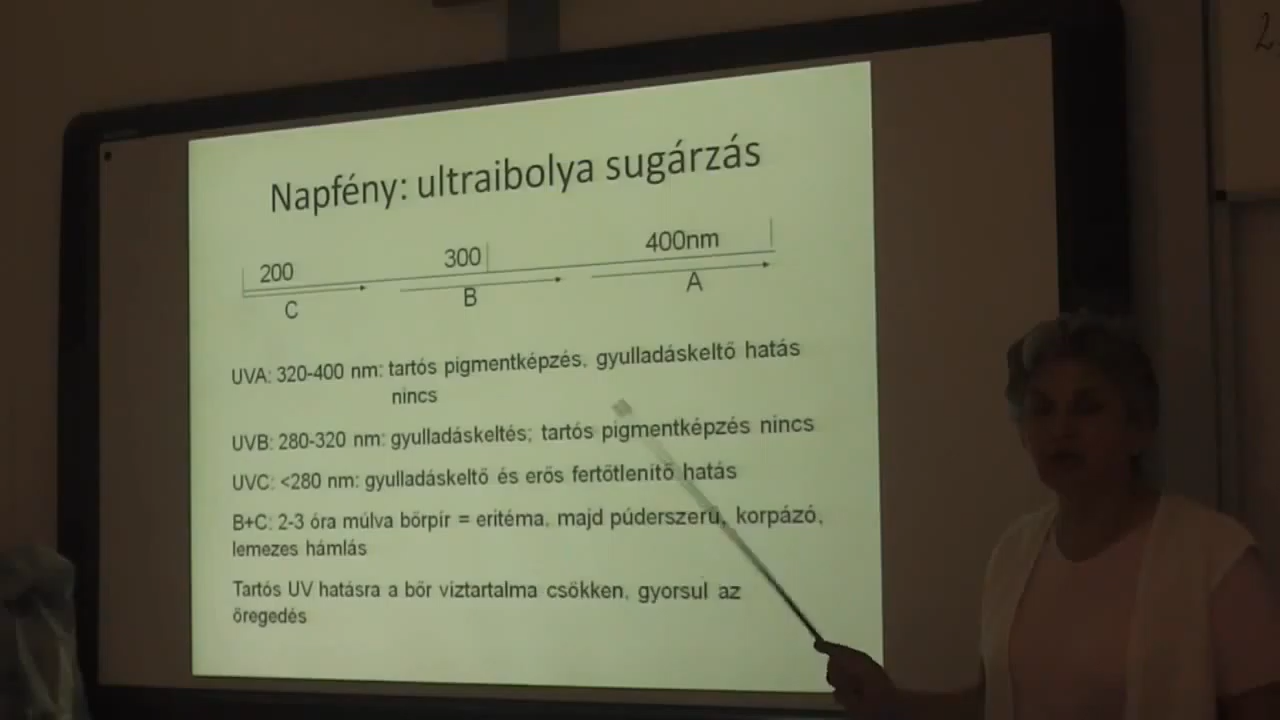 Napfény: ultraibolya sugárzás
200 300 400nm
C B A
UVA: 320-400 nm: tartós pigmentképzés, gyulladáskeltő hatás
nincs
UVB: 280-320 nm: gyulladáskeltés; tartós pigmentképzés nincs
UVC: <280 nm: gyulladáskeltő és erős fertőtlenítő hatás
B+C: 2-3 óra múlva bőrpír = eritéma, majd púderszerű, korpázó,
lemezes hámlás
Tartós UV hatásra a bőr víztartalma csökken, gyorsul az
öregedés